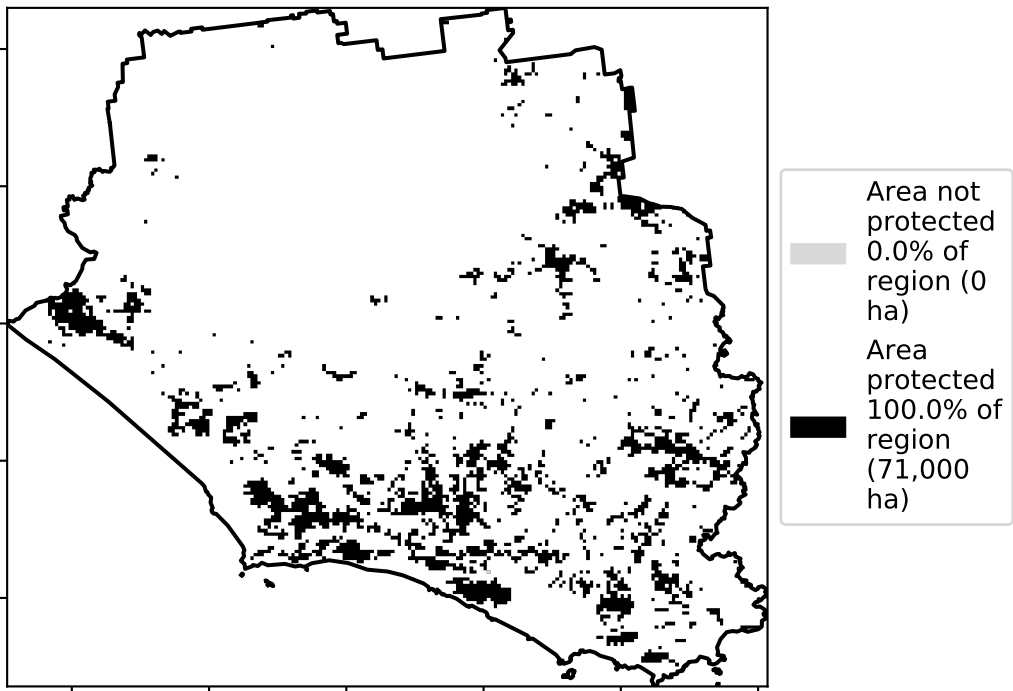 Area not
protected
0.0% of
region (0
ha)
Area
protected
100.0% of
region
(71,000
ha)